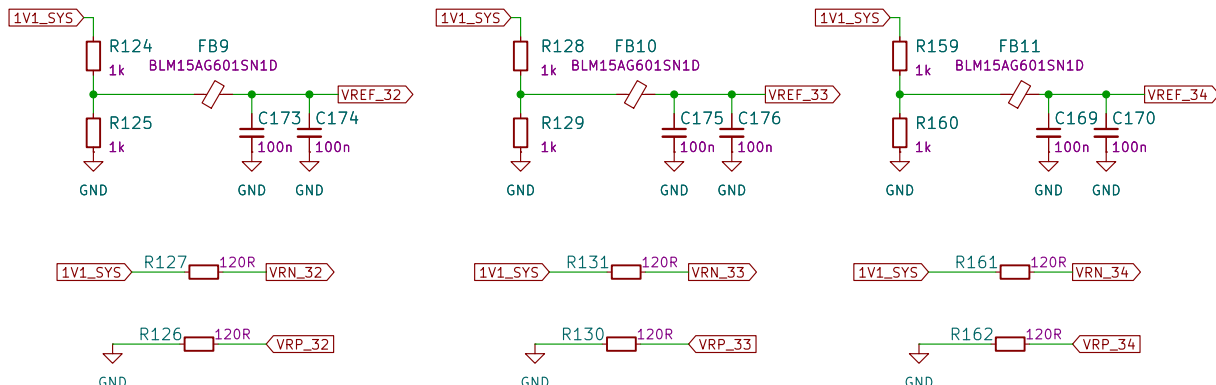 1V1_SYS
R124
1k
FB9
BLM15AG601SN1D
VREF_32
R125
1k
C173
100n
C174
100n
GND
GND
GND
1V1_SYS
R128
1k
FB10
BLM15AG601SN1D
VREF_33
R129
1k
C175
100n
C176
100n
GND
GND
GND
1V1_SYS
R159
1k
FB11
BLM15AG601SN1D
VREF_34
R160
1k
C169
100n
C170
100n
GND
GND
GND
1V1_SYS
R127
120R
VRN_32
1V1_SYS
R131
120R
VRN_33
1V1_SYS
R161
120R
VRN_34
R126
120R
VRP_32
GND
R130
120R
VRP_33
GND
R162
120R
VRP_34
GND